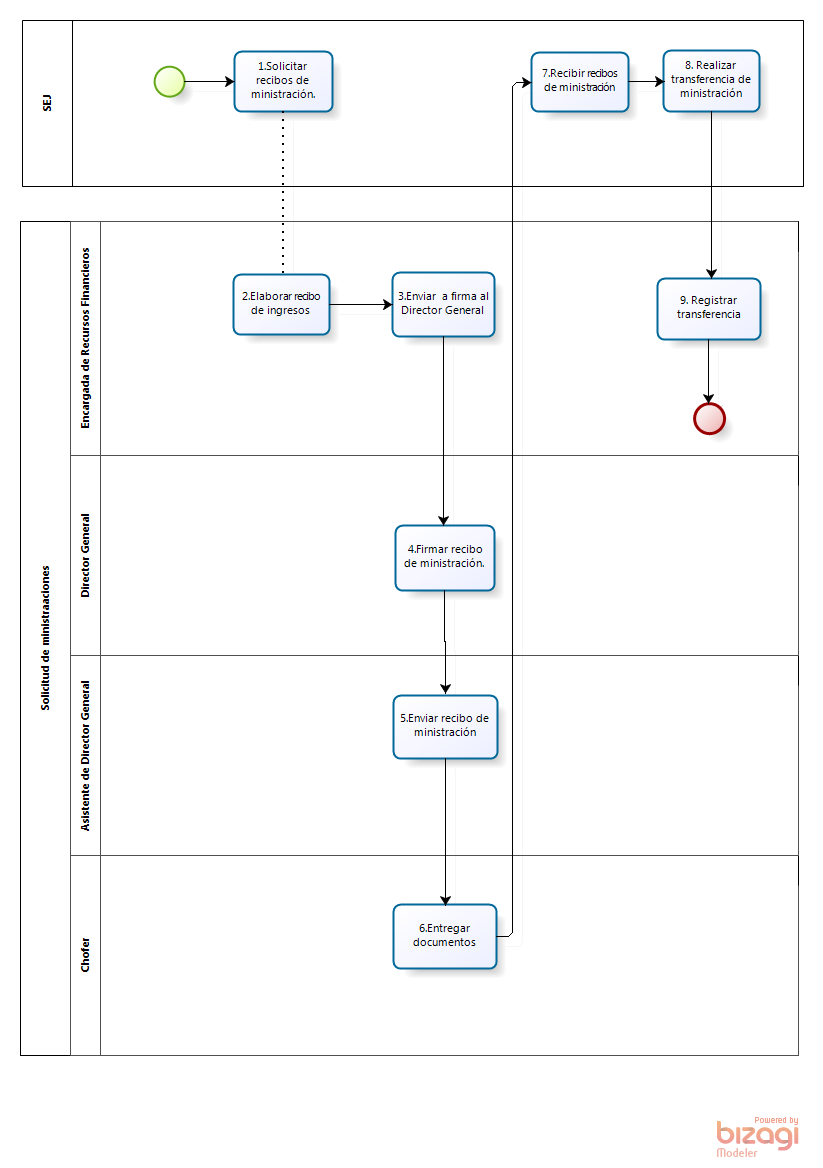 SEJ
1.Solicitar
recibos de
ministración.
7.Recibir recibos
de ministración
8. Realizar
transferencia de
ministración
Solicitud de ministraaciones
Encargada de Recursos Financieros
2.Elaborar recibo
de ingresos
3.Enviar a firma al
Director General
9. Registrar
transferencia
Director General
4.Firmar recibo
de ministración.
Asistente de Director General
5.Enviar recibo de
ministración
Chofer
6.Entregar
documentos
Powered by
bizagi
Modeler